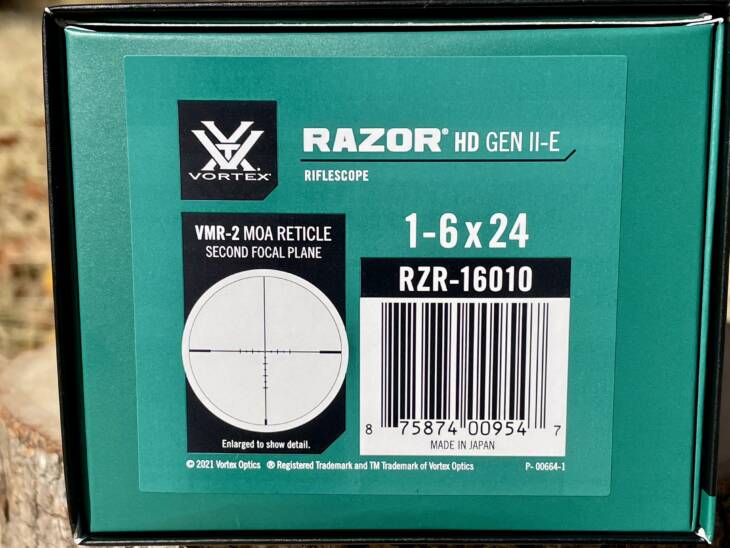 VORTEX®
RAZOR® HD GEN II-E
RIFLESCOPE
VMR-2 MOA RETICLE
SECOND FOCAL PLANE
Enlarged to show detail.
1-6 x 24
RZR-16010
8 75874 00954 7
MADE IN JAPAN
© 2021 Vortex Optics ® Registered Trademark and TM Trademark of Vortex Optics
P- 00664-1